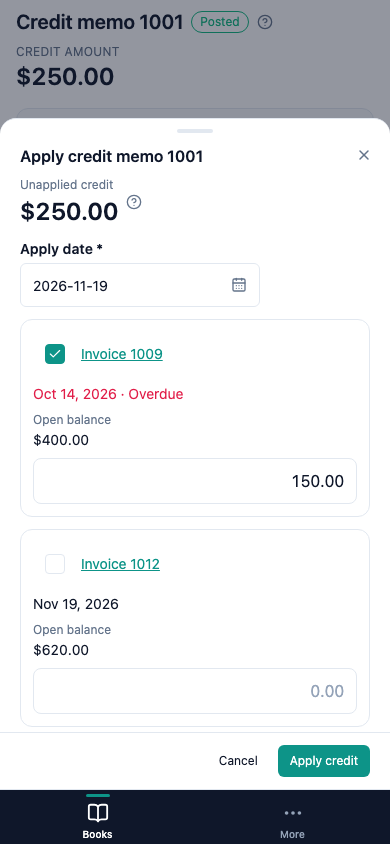 Credit memo 1001 Posted
CREDIT AMOUNT
$250.00
Apply credit memo 1001
Unapplied credit
$250.00
Apply date *
2026-11-19
Invoice 1009
Oct 14, 2026 · Overdue
Open balance
$400.00
150.00
Invoice 1012
Nov 19, 2026
Open balance
$620.00
0.00
Cancel Apply credit
Books More